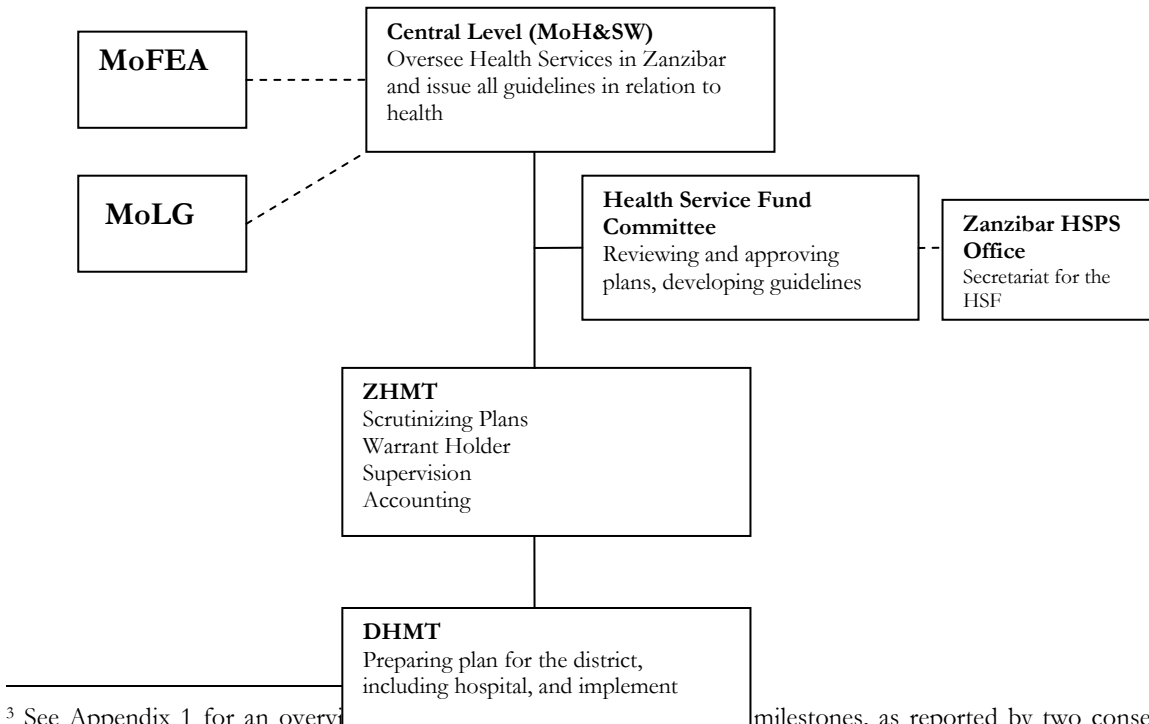 MoFEA
Central Level (MoH&SW)
Oversee Health Services in Zanzibar
and issue all guidelines in relation to
health
MoLG
Health Service Fund
Committee
Reviewing and approving
plans, developing guidelines
Zanzibar HSPS
Office
Secretariat for the
HSF
ZHMT
Scrutinizing Plans
Warrant Holder
Supervision
Accounting
DHMT
Preparing plan for the district,
including hospital, and implement
3 See Appendix 1 for an milestones, as reported by two